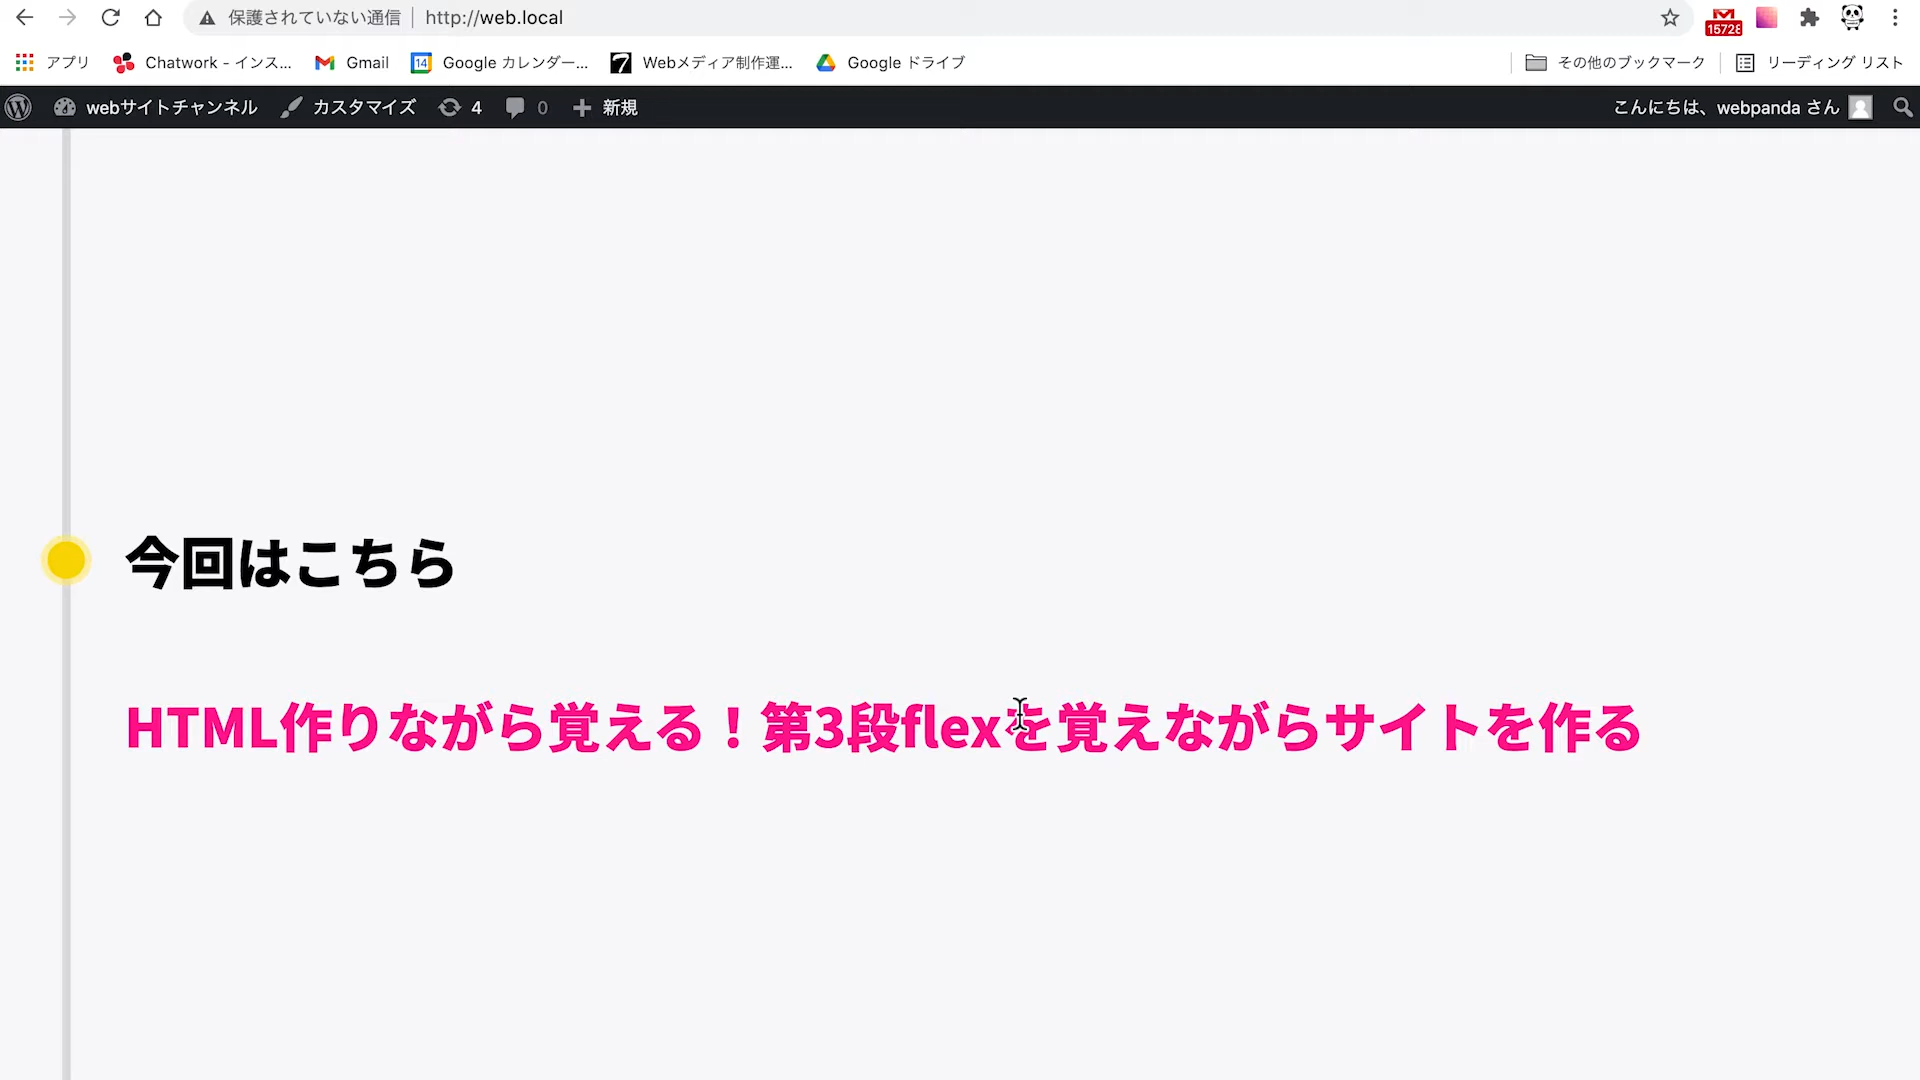 保護されていない通信 http://web.local 15728
アプリ Chatwork - インス... Gmail 14 Google カレンダー... Webメディア制作運... Google ドライブ その他のブックマーク リーディング リスト
webサイトチャンネル カスタマイズ 4 0 新規 こんにちは、webpanda さん
今回はこちら
HTML作りながら覚える！第3段flexを覚えながらサイトを作る